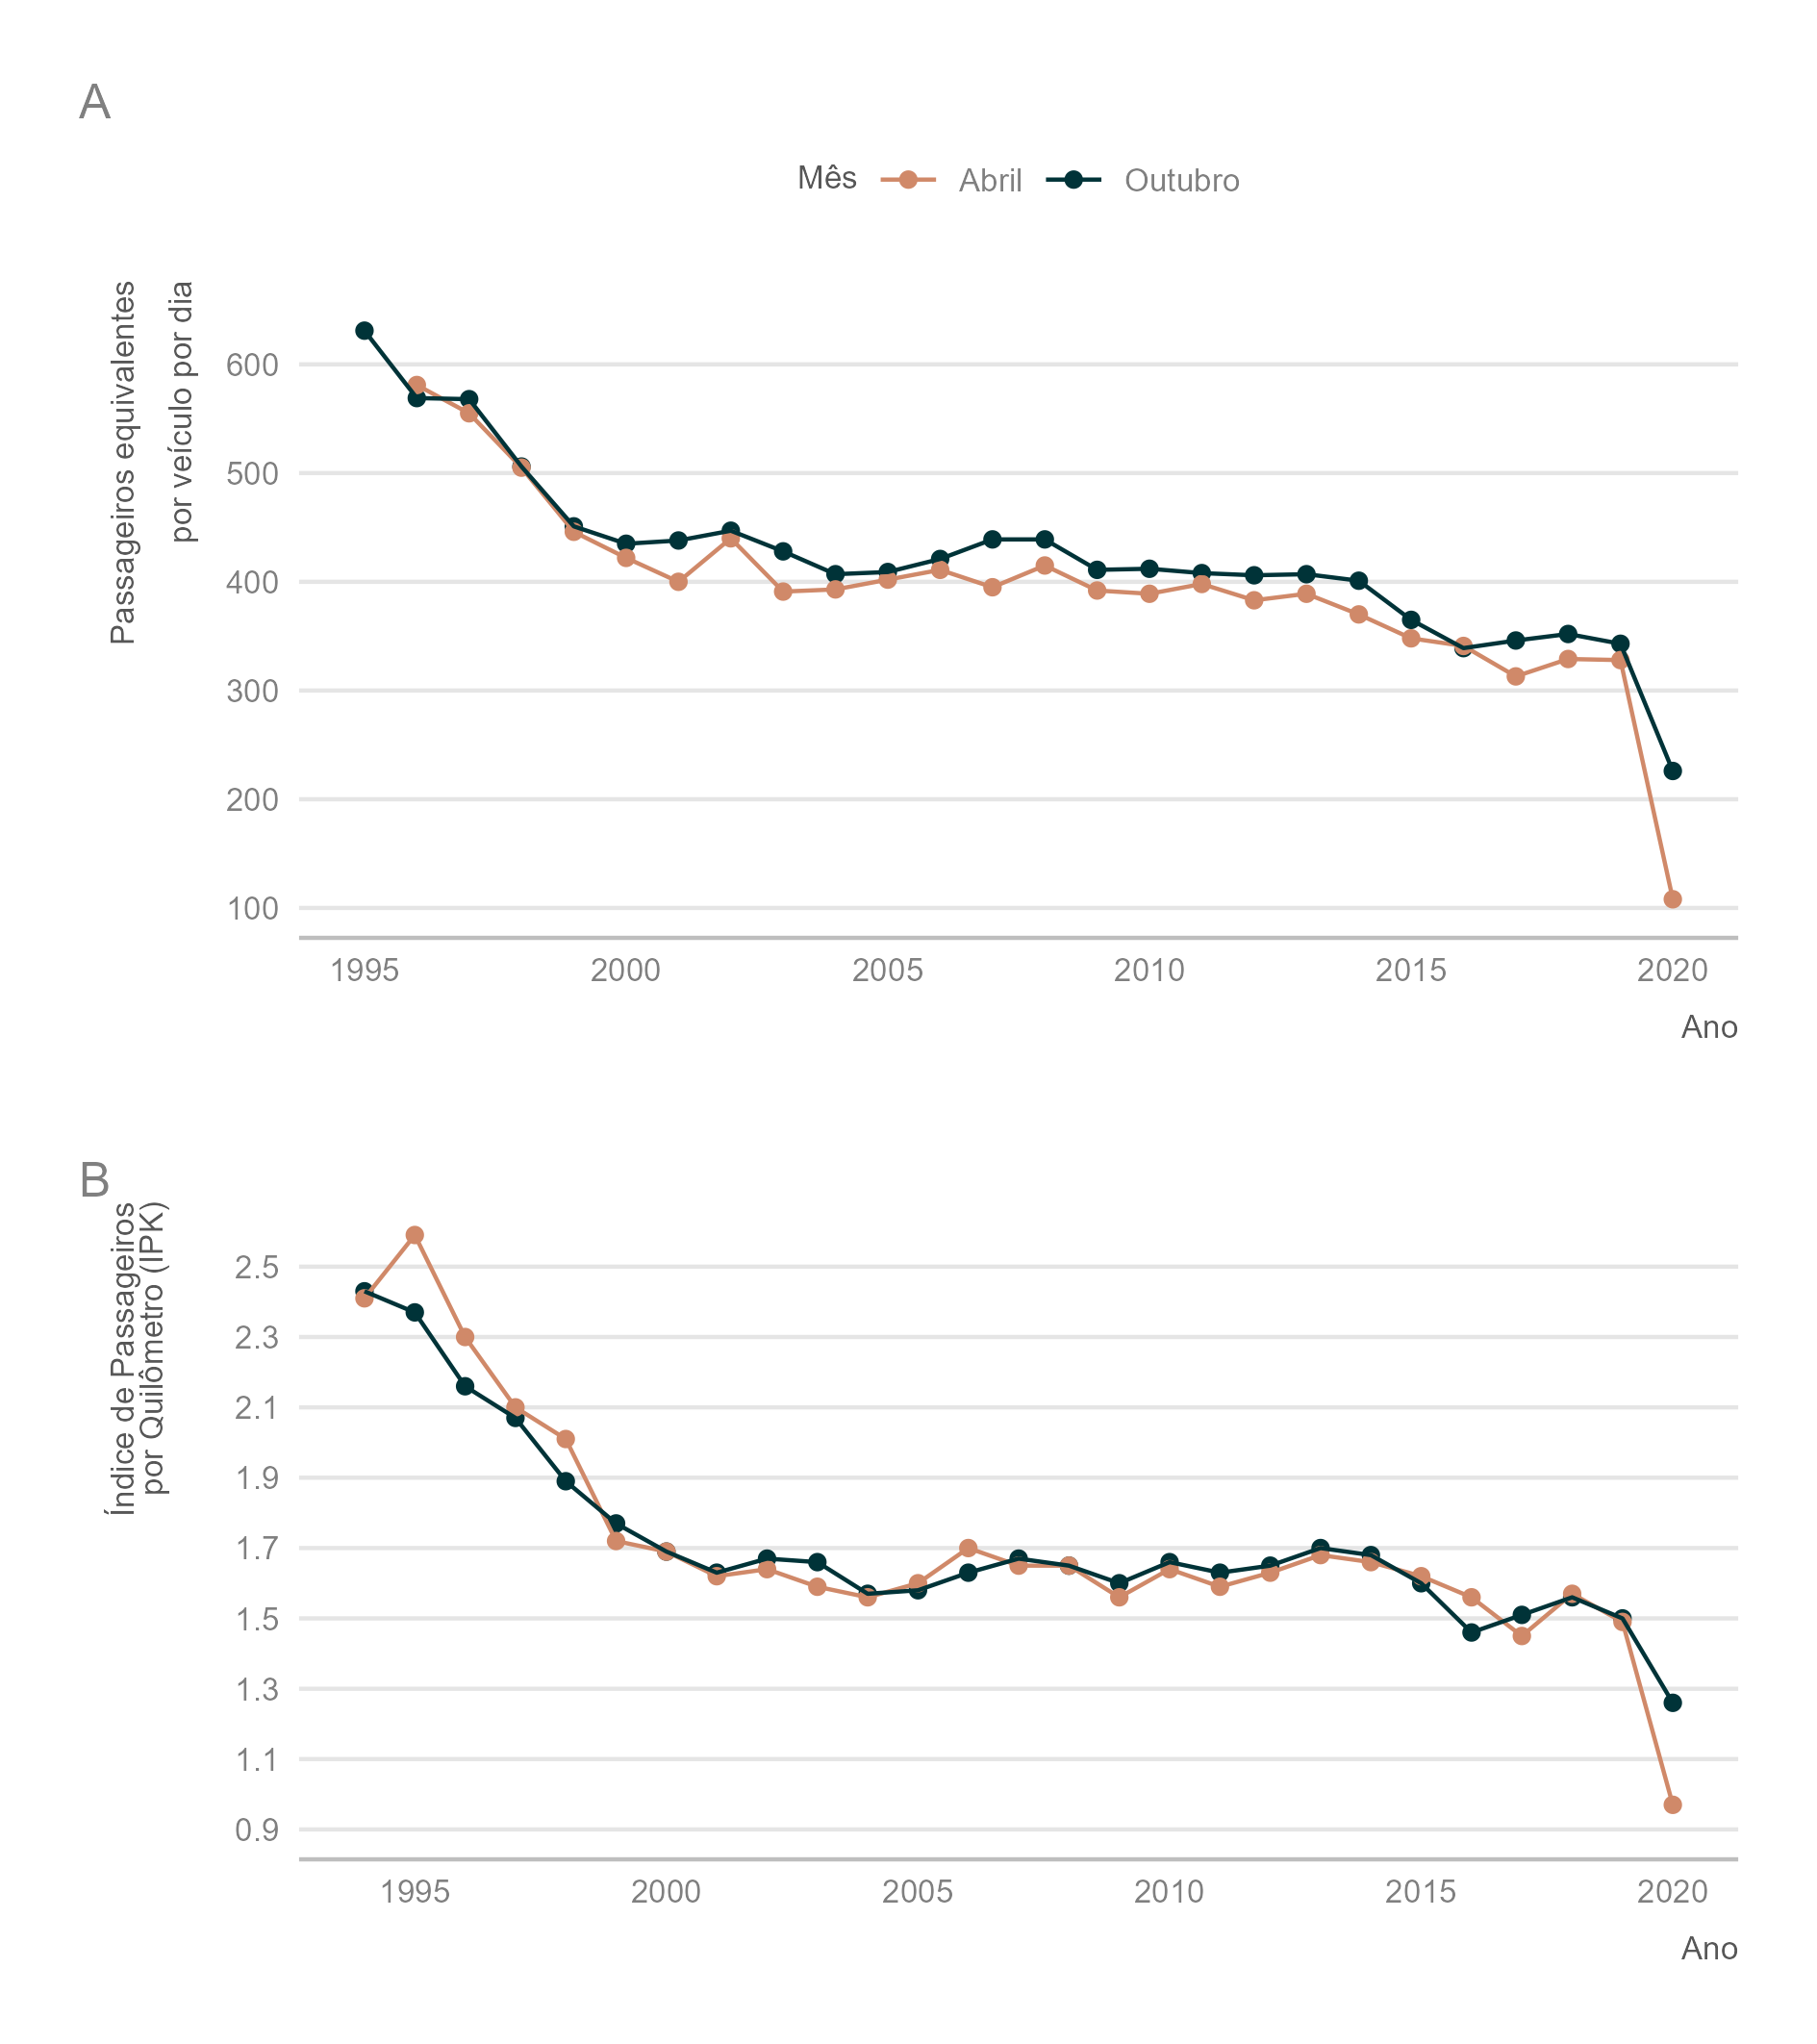 A
Mês Abril Outubro
Passageiros equivalentes
por veículo por dia
600
500
400
300
200
100
1995 2000 2005 2010 2015 2020
Ano
B
Índice de Passageiros
por Quilômetro (IPK)
2.5
2.3
2.1
1.9
1.7
1.5
1.3
1.1
0.9
1995 2000 2005 2010 2015 2020
Ano